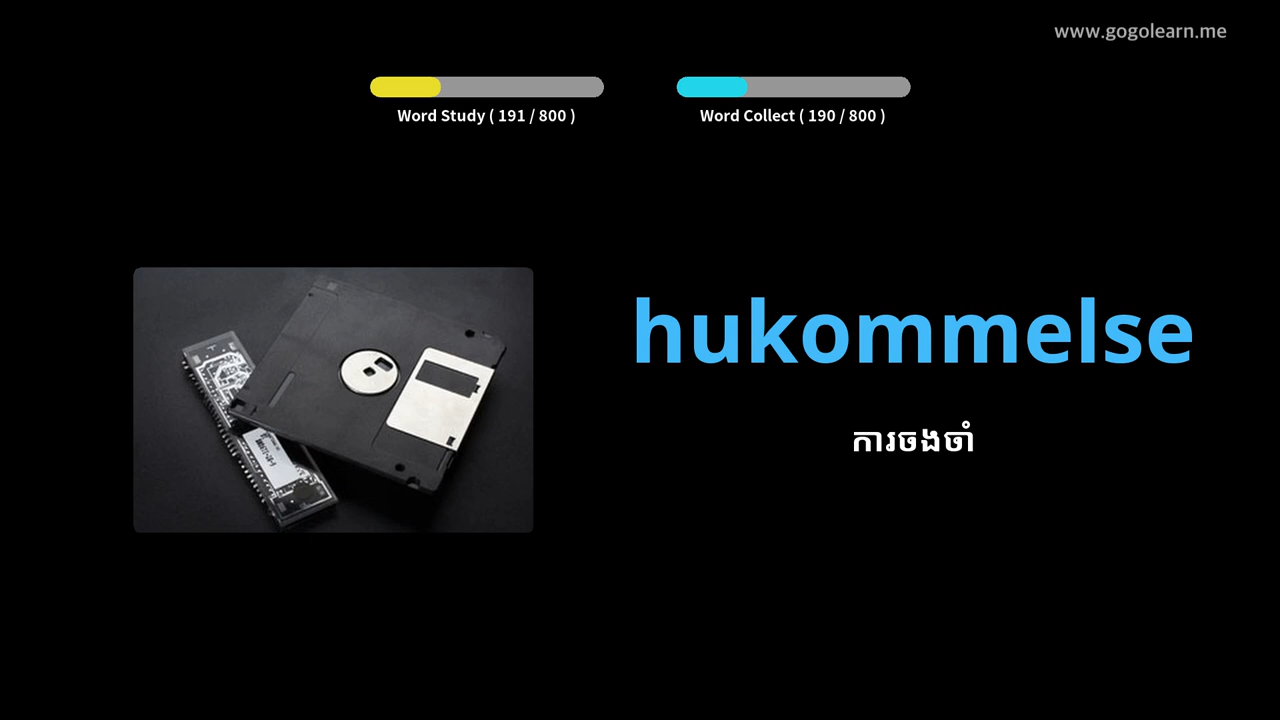 www.gogolearn.me
Word Study ( 191 / 800 )
Word Collect ( 190 / 800 )
hukommelse
ការចងចាំ